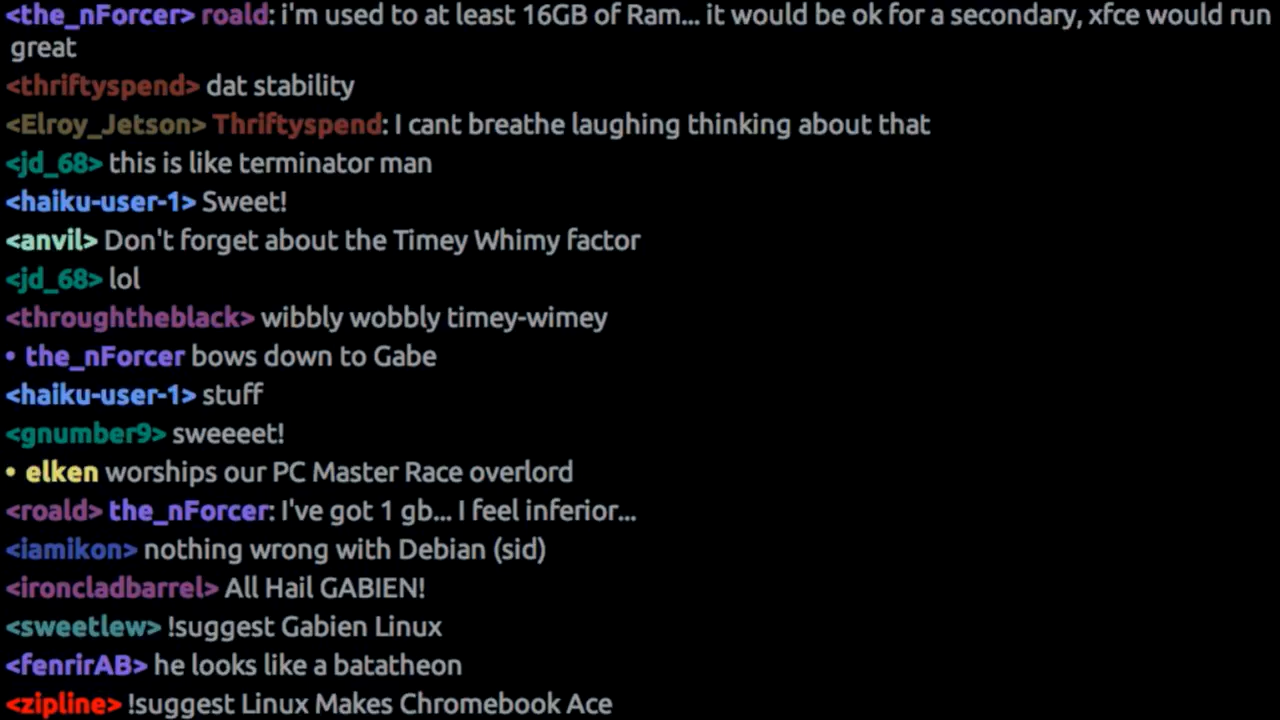 <the_nForcer> roald: i'm used to at least 16GB of Ram... it would be ok for a secondary, xfce would run
great
<thriftyspend> dat stability
<Elroy_Jetson> Thriftyspend: I cant breathe laughing thinking about that
<jd_68> this is like terminator man
<haiku-user-1> Sweet!
<anvil> Don't forget about the Timey Whimy factor
<jd_68> lol
<throughtheblack> wibbly wobbly timey-wimey
• the_nForcer bows down to Gabe
<haiku-user-1> stuff
<gnumber9> sweeeet!
• elken worships our PC Master Race overlord
<roald> the_nForcer: I've got 1 gb... I feel inferior...
<iamikon> nothing wrong with Debian (sid)
<ironcladbarrel> All Hail GABIEN!
<sweetlew> !suggest Gabien Linux
<fenrirAB> he looks like a batatheon
<zipline> !suggest Linux Makes Chromebook Ace